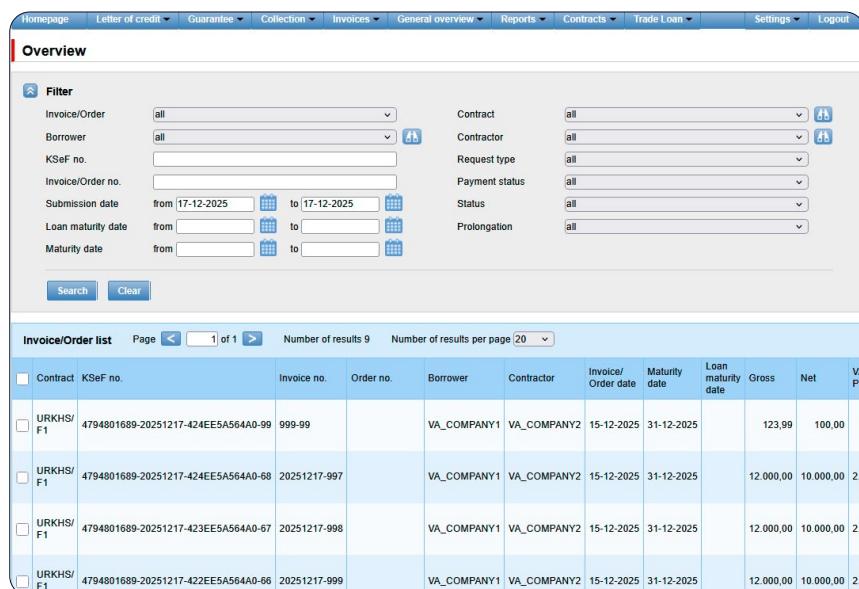 Homepage Letter of credit Guarantee Collection Invoices General overview Reports Contracts Trade Loan Settings Logout
Overview
Filter
Invoice/Order all Contract all
Borrower all Contractor all
KSeF no. Request type all
Invoice/Order no. Payment status all
Submission date from 17-12-2025 to 17-12-2025 Status all
Loan maturity date from to Prolongation all
Maturity date from to
Search Clear
Invoice/Order list Page < 1 of 1 > Number of results 9 Number of results per page 20
Contract KSeF no. Invoice no. Order no. Borrower Contractor Invoice/ Order date Maturity date Loan maturity date Gross Net
URKHS/ F1 4794801689-20251217-424EE5A564A0-99 999-99 VA_COMPANY1 VA_COMPANY2 15-12-2025 31-12-2025 123,99 100,00
URKHS/ F1 4794801689-20251217-424EE5A564A0-68 20251217-997 VA_COMPANY1 VA_COMPANY2 15-12-2025 31-12-2025 12.000,00 10.000,00
URKHS/ F1 4794801689-20251217-423EE5A564A0-67 20251217-998 VA_COMPANY1 VA_COMPANY2 15-12-2025 31-12-2025 12.000,00 10.000,00
URKHS/ F1 4794801689-20251217-422EE5A564A0-66 20251217-999 VA_COMPANY1 VA_COMPANY2 15-12-2025 31-12-2025 12.000,00 10.000,00